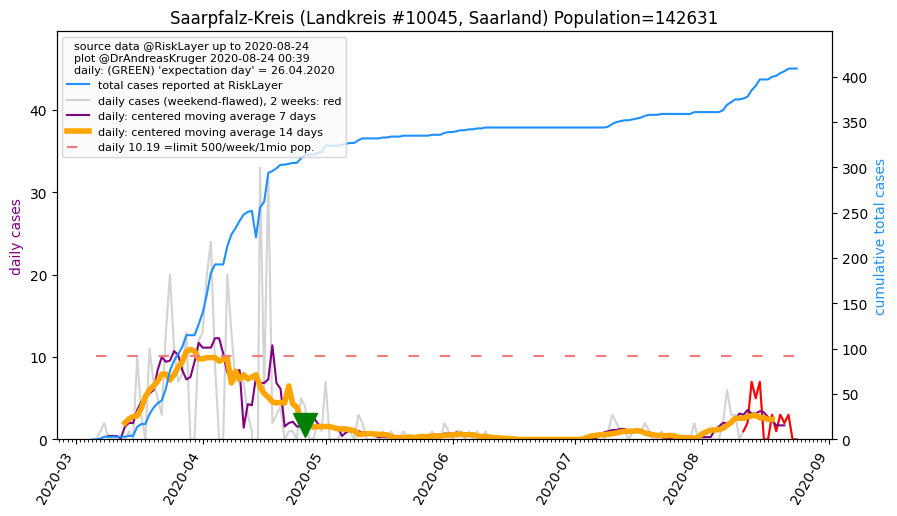 Saarpfalz-Kreis (Landkreis #10045, Saarland) Population=142631
source data @RiskLayer up to 2020-08-24
plot @DrAndreasKruger 2020-08-24 00:39
daily: (GREEN) 'expectation day' = 26.04.2020
total cases reported at RiskLayer
daily cases (weekend-flawed), 2 weeks: red
daily: centered moving average 7 days
daily: centered moving average 14 days
daily 10.19 =limit 500/week/1mio pop.
daily cases
40
30
20
10
0
cumulative total cases
400
350
300
250
200
150
100
50
0
2020-03
2020-04
2020-05
2020-06
2020-07
2020-08
2020-09